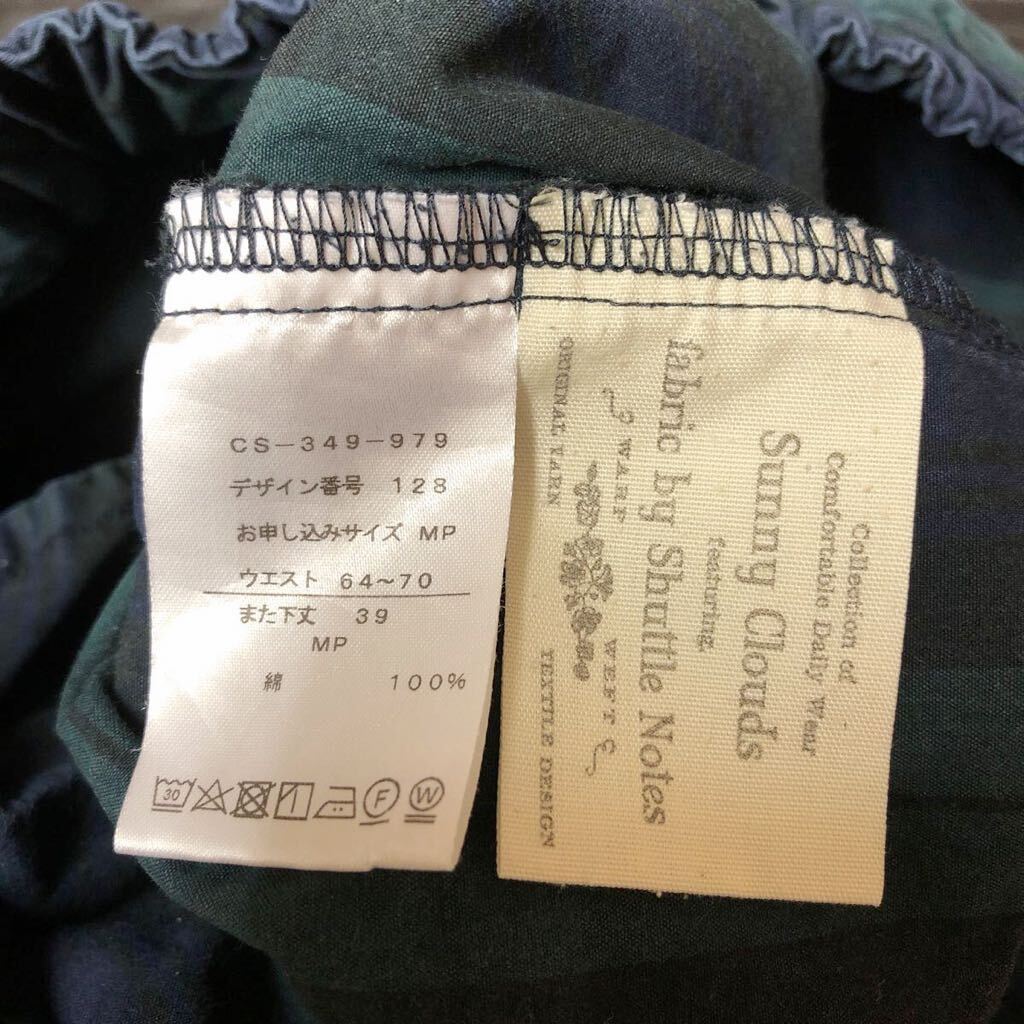 CS-349-979
デザイン番号 128
お申し込みサイズ MP
ウエスト 64~70
また下丈 39
MP
綿 100%
30
F
W
Collection of
Comfortable Daily Wear
Sunny Clouds
featuring
fabric by Shuttle Notes
WARP WEFT
ORIGINAL YARN TEXTILE DESIGN